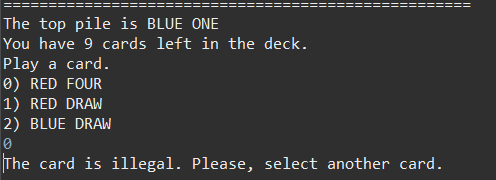 ====================================================
The top pile is BLUE ONE
You have 9 cards left in the deck.
Play a card.
0) RED FOUR
1) RED DRAW
2) BLUE DRAW
0
The card is illegal. Please, select another card.